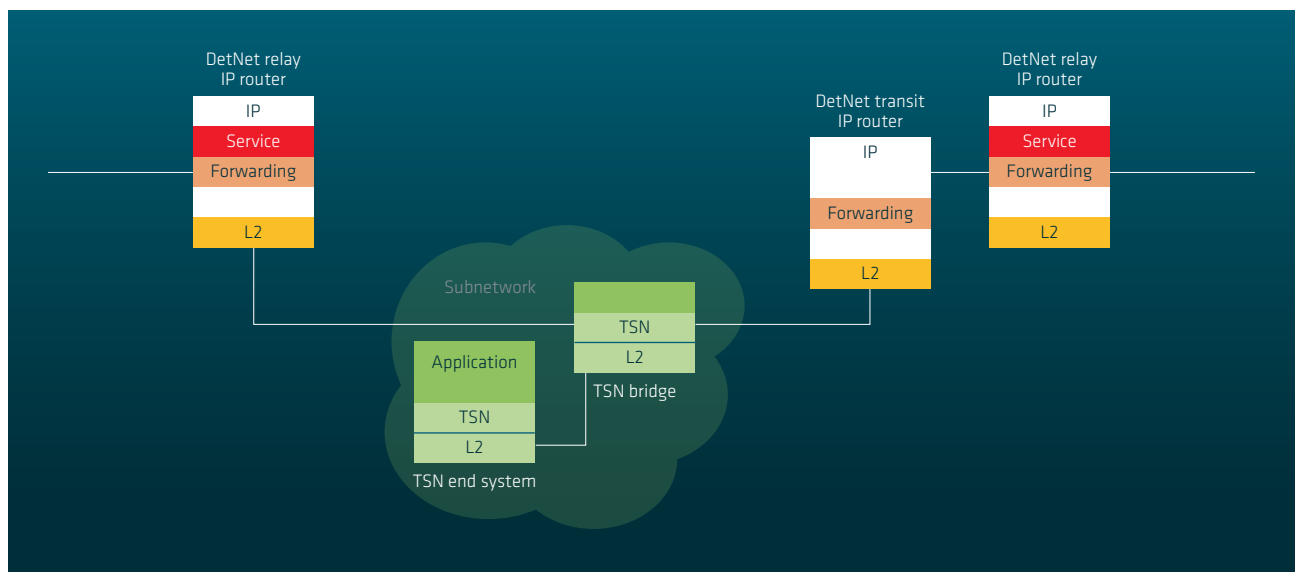 DetNet relay
IP router
IP
Service
Forwarding
L2
DetNet transit
IP router
IP
Forwarding
L2
DetNet relay
IP router
IP
Service
Forwarding
L2
Subnetwork
TSN
L2
TSN bridge
Application
TSN
L2
TSN end system